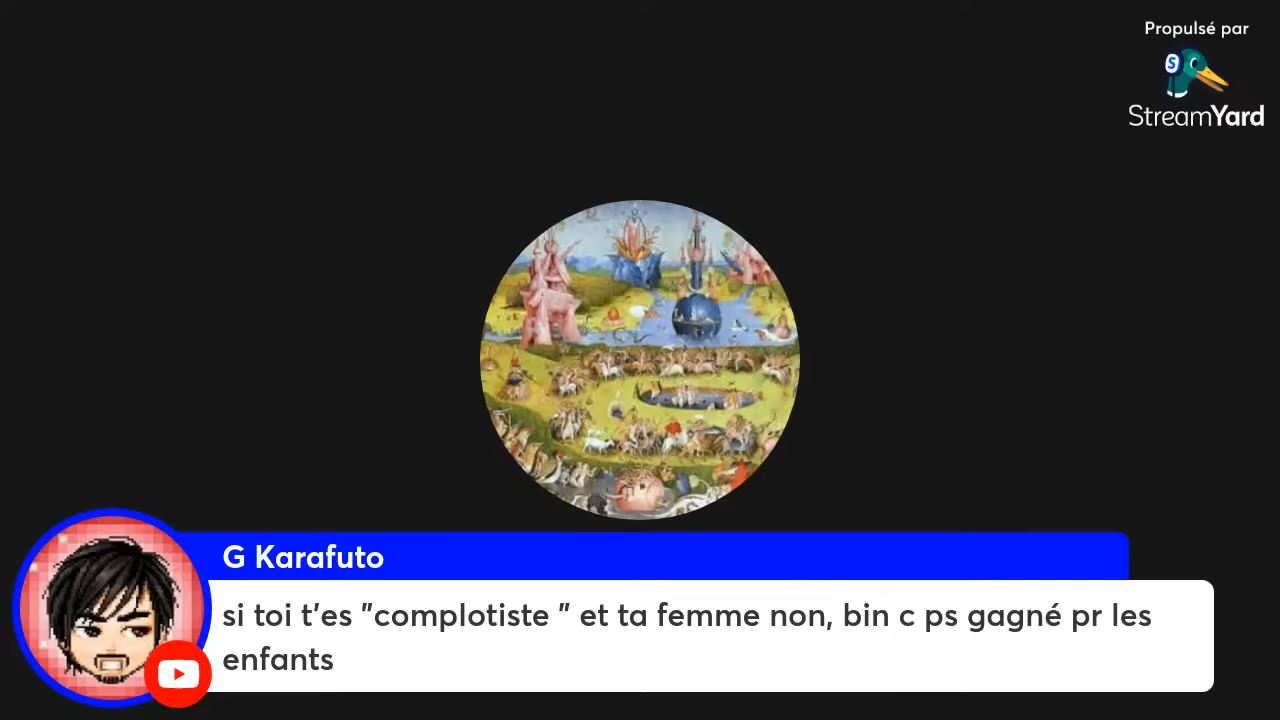 Propulsé par
S
StreamYard
G Karafuto
si toi t'es "complotiste " et ta femme non, bin c ps gagné pr les
enfants